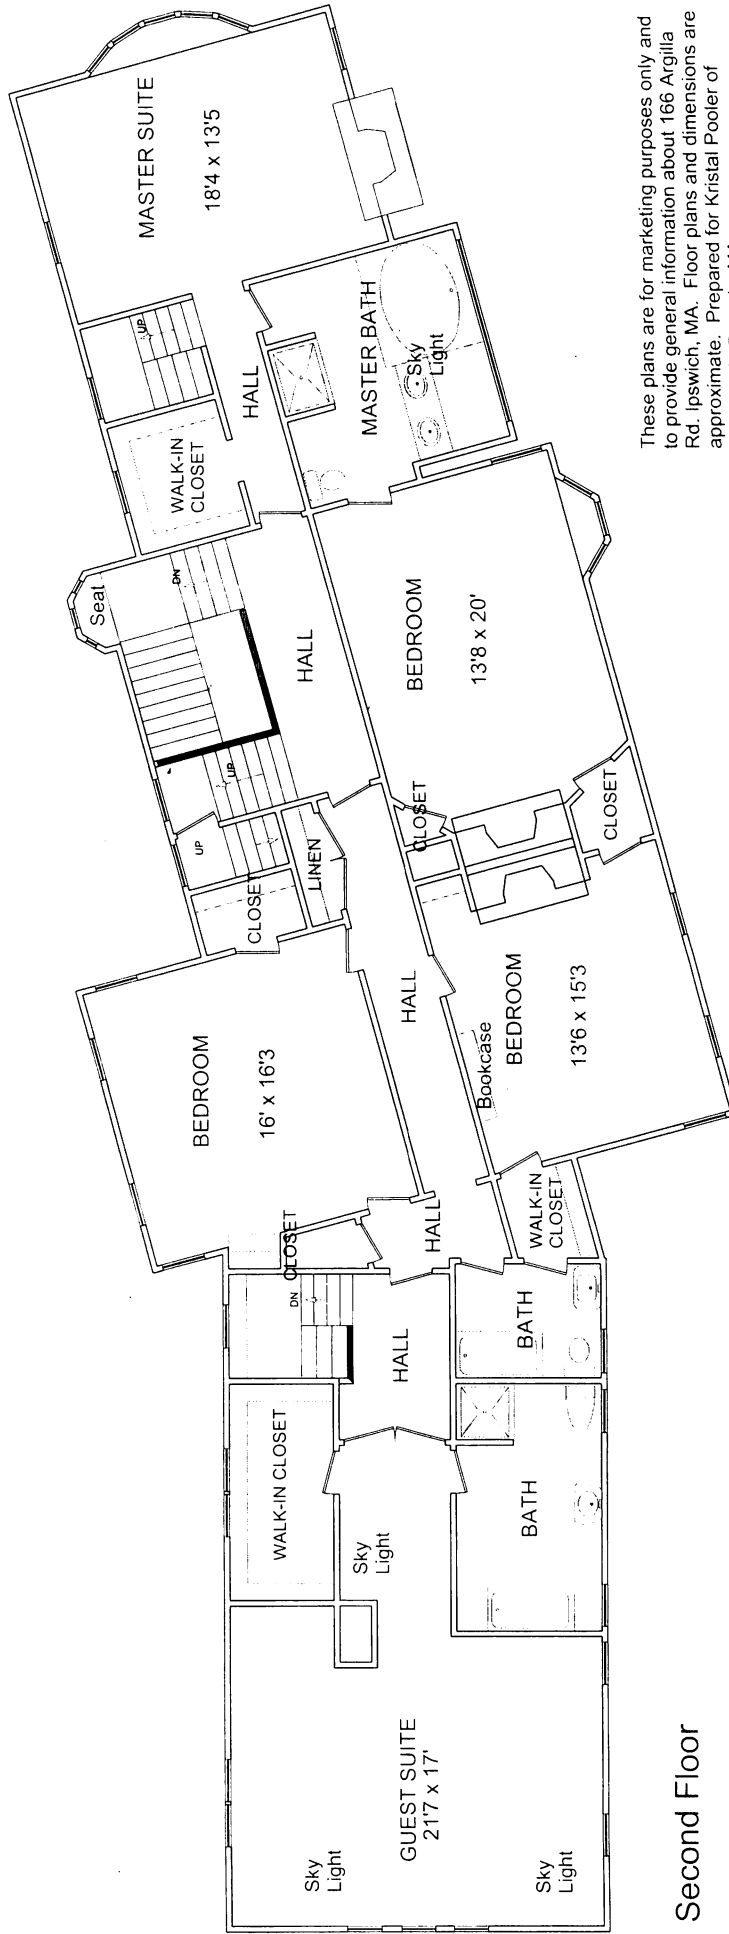 MASTER SUITE
18'4 x 13'5
UP
WALK-IN
CLOSET
HALL
MASTER BATH
Sky
Light
Seat
DN
HALL
UP
UP
BEDROOM
13'8 x 20'
CLOSET
CLOSET
LINEN
CLOSET
BEDROOM
16' x 16'3
HALL
BEDROOM
13'6 x 15'3
Bookcase
CLOSET
HALL
WALK-IN
CLOSET
DN
HALL
BATH
WALK-IN CLOSET
Sky
Light
BATH
GUEST SUITE
21'7 x 17'
Sky
Light
Sky
Light
Second Floor
These plans are for marketing purposes only and
to provide general information about 166 Argilla
Rd. Ipswich, MA. Floor plans and dimensions are
approximate. Prepared for Kristal Pooler of